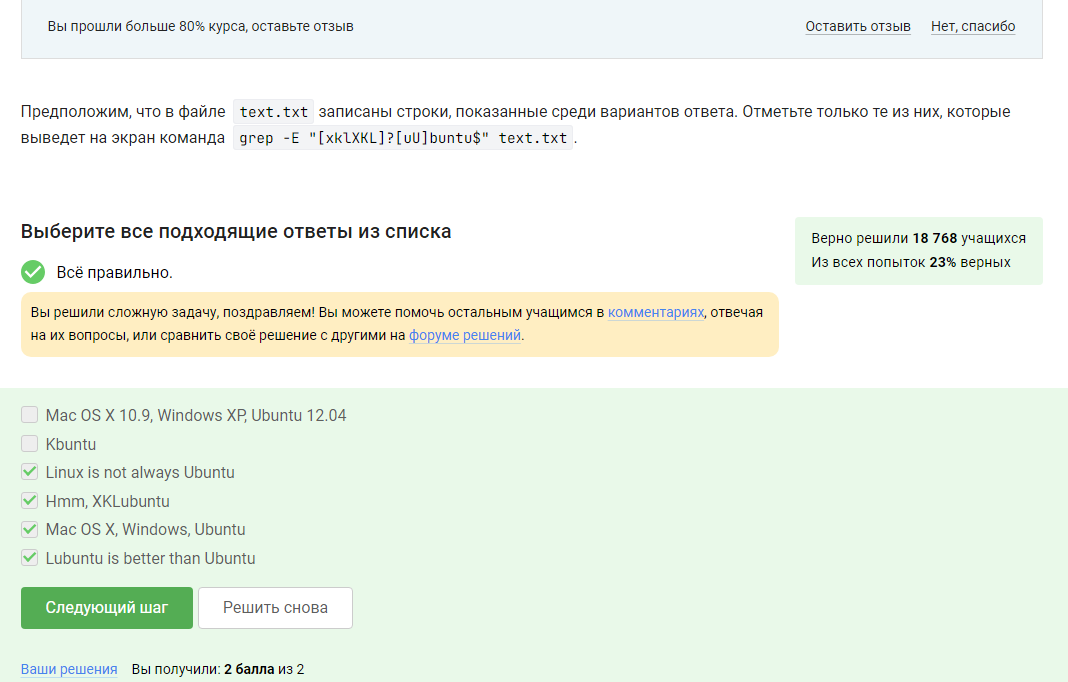 Вы прошли больше 80% курса, оставьте отзыв Оставить отзыв Нет, спасибо
Предположим, что в файле text.txt записаны строки, показанные среди вариантов ответа. Отметьте только те из них, которые
выведет на экран команда grep -E "[xklXKL]?[uU]buntu$" text.txt.
Выберите все подходящие ответы из списка
Верно решили 18 768 учащихся
Из всех попыток 23% верных
Всё правильно.
Вы решили сложную задачу, поздравляем! Вы можете помочь остальным учащимся в комментариях, отвечая
на их вопросы, или сравнить своё решение с другими на форуме решений.
Mac OS X 10.9, Windows XP, Ubuntu 12.04
Kbuntu
Linux is not always Ubuntu
Hmm, XKLubuntu
Mac OS X, Windows, Ubuntu
Lubuntu is better than Ubuntu
Следующий шаг Решить снова
Ваши решения Вы получили: 2 балла из 2